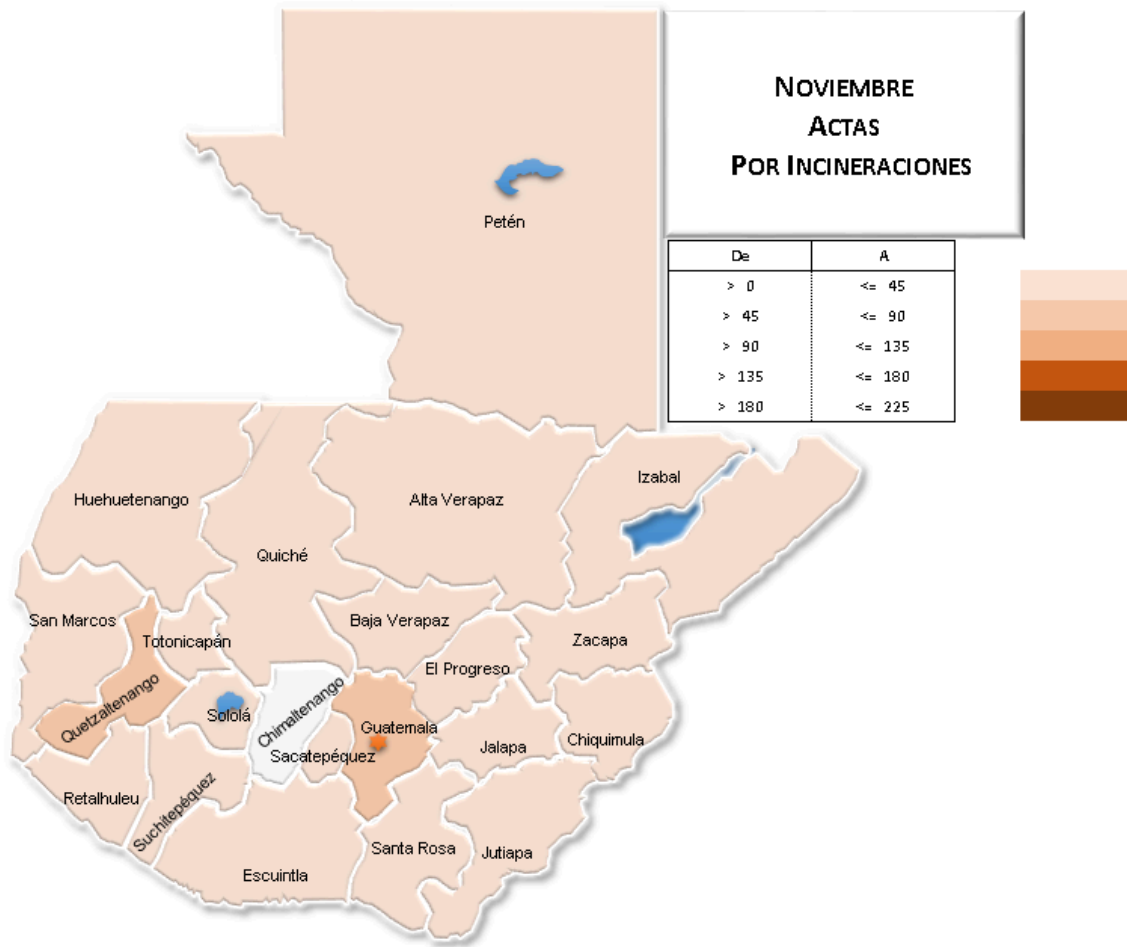 NOVIEMBRE
ACTAS
POR INCINERACIONES
Petén
De A
> 0 <= 45
> 45 <= 90
> 90 <= 135
> 135 <= 180
> 180 <= 225
Izabal
Huehuetenango
Alta Verapaz
Quiché
San Marcos
Totonicapán
Baja Verapaz
Zacapa
El Progreso
Quetzaltenango
Sololá
Chimaltenango
Guatemala
Sacatepéquez
Jalapa
Chiquimula
Retalhuleu
Suchitepéquez
Santa Rosa
Jutiapa
Escuintla